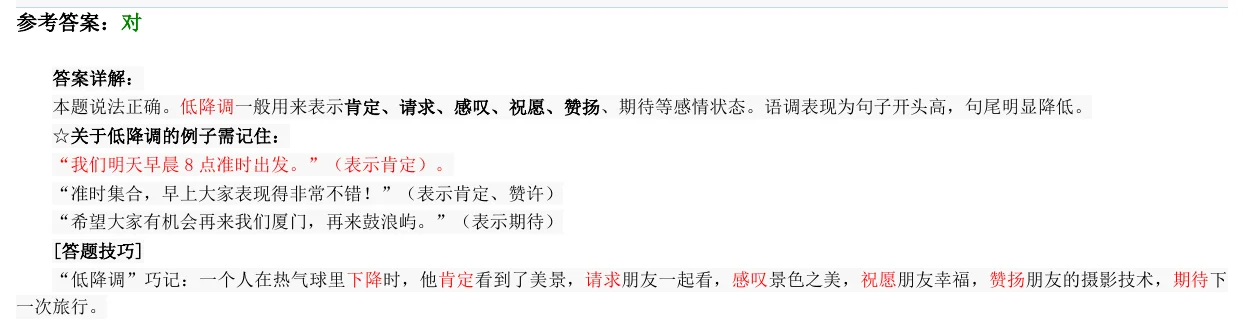 参考答案：对
答案详解：
本题说法正确。低降调一般用来表示肯定、请求、感叹、祝愿、赞扬、期待等感情状态。语调表现为句子开头高，句尾明显降低。
☆关于低降调的例子需记住：
“我们明天早晨 8 点准时出发。”（表示肯定）。
“准时集合，早上大家表现得非常不错！”（表示肯定、赞许）
“希望大家有机会再来我们厦门，再来鼓浪屿。”（表示期待）
[答题技巧]
“低降调”巧记：一个人在热气球里下降时，他肯定看到了美景，请求朋友一起看，感叹景色之美，祝愿朋友幸福，赞扬朋友的摄影技术，期待下
一次旅行。